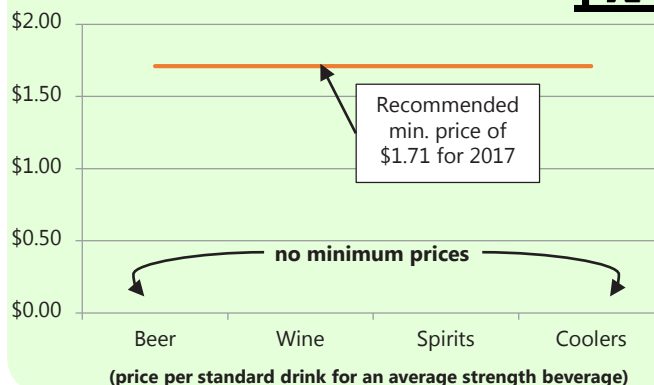 $2.00
$1.50
Recommended
min. price of
$1.71 for 2017
$1.00
$0.50
no minimum prices
$0.00
Beer Wine Spirits Coolers
(price per standard drink for an average strength beverage)